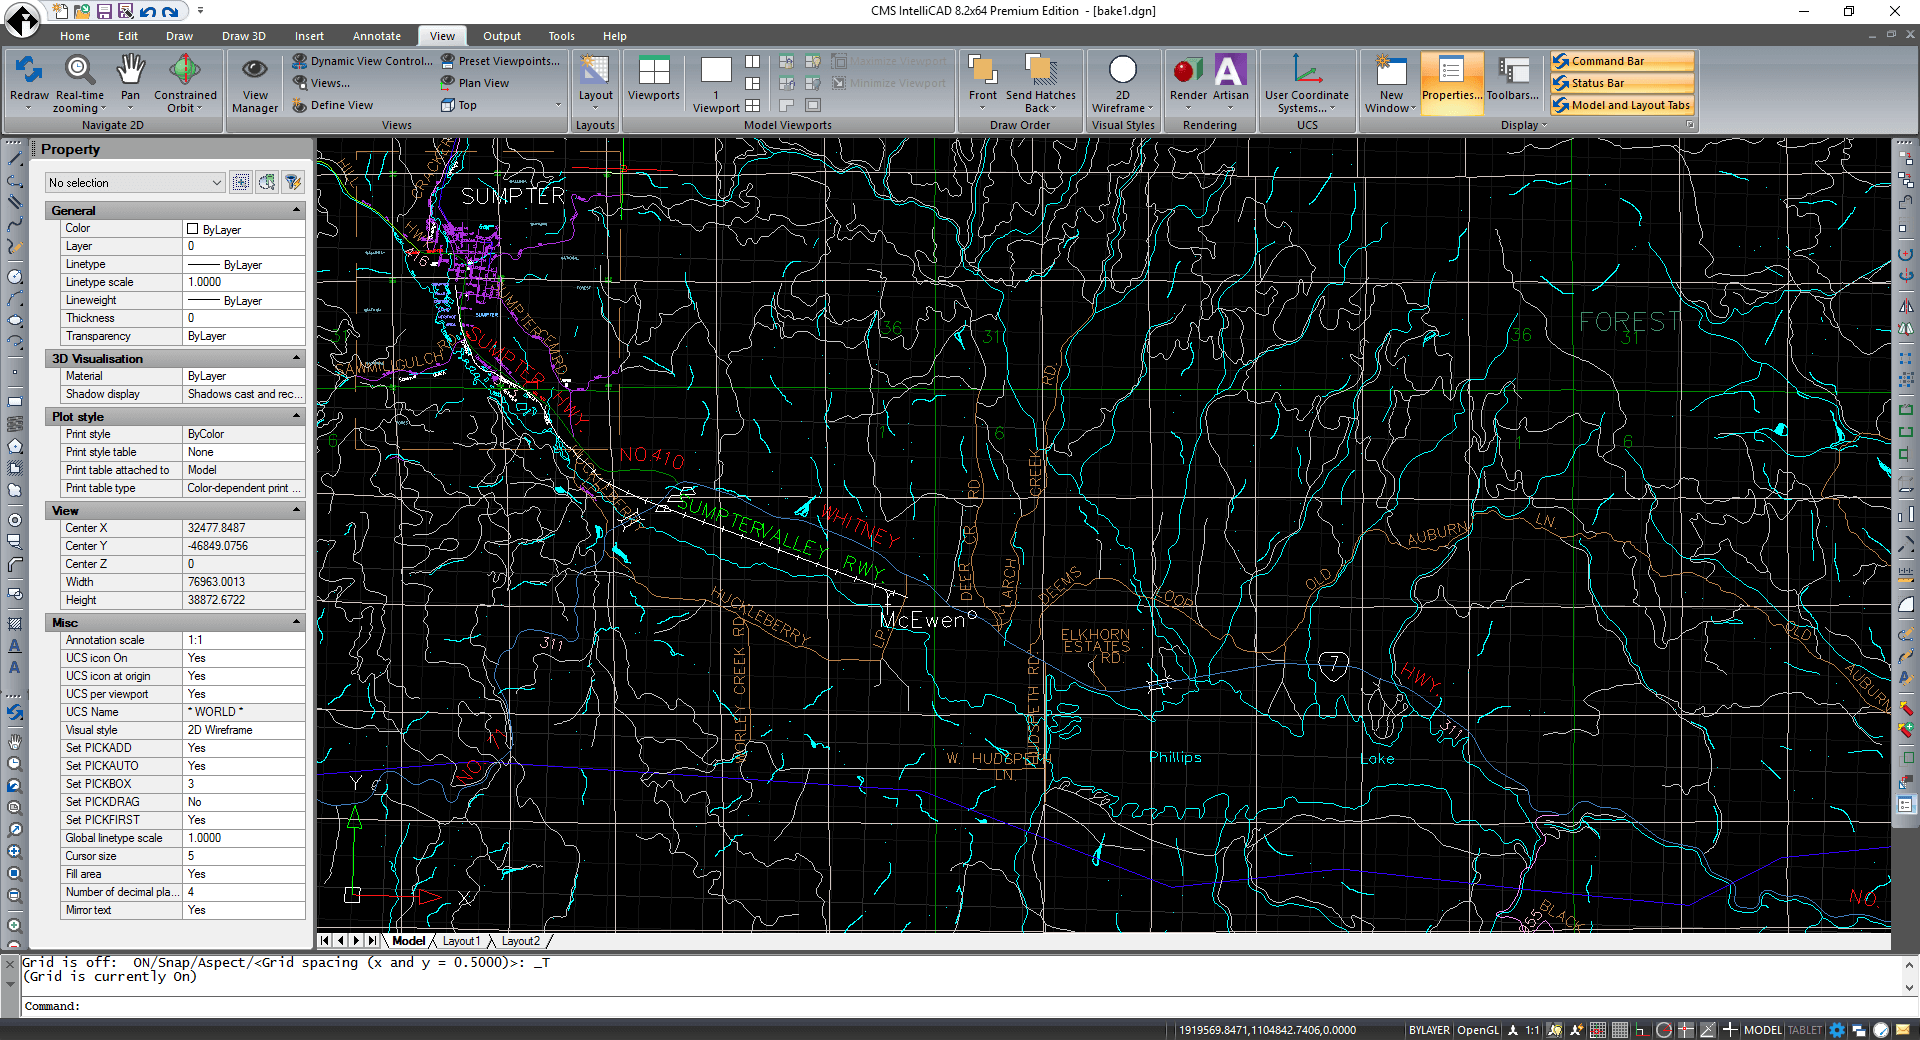 CMS IntelliCAD 8.2x64 Premium Edition - [bake1.dgn]
Home Edit Draw Draw 3D Insert Annotate View Output Tools Help
Redraw
Real-time zooming
Pan
Constrained Orbit
Navigate 2D
View Manager
Dynamic View Control...
Views...
Define View
Preset Viewpoints...
Plan View
Top
Views
Layout
Layouts
Viewports
1 Viewport
Maximize Viewport
Minimize Viewport
Model Viewports
Front
Send Hatches Back
Draw Order
2D Wireframe
Visual Styles
Render
Artisan
Rendering
User Coordinate Systems...
UCS
New Window
Properties...
Toolbars...
Command Bar
Status Bar
Model and Layout Tabs
Display
Property
No selection
General
Color ByLayer
Layer 0
Linetype ByLayer
Linetype scale 1.0000
Lineweight ByLayer
Thickness 0
Transparency ByLayer
3D Visualisation
Material ByLayer
Shadow display Shadows cast and rec...
Plot style
Print style ByColor
Print style table None
Print table attached to Model
Print table type Color-dependent print ...
View
Center X 32477.8487
Center Y -46849.0756
Center Z 0
Width 76963.0013
Height 38872.6722
Misc
Annotation scale 1:1
UCS icon On Yes
UCS icon at origin Yes
UCS per viewport Yes
UCS Name * WORLD *
Visual style 2D Wireframe
Set PICKADD Yes
Set PICKAUTO Yes
Set PICKBOX 3
Set PICKDRAG No
Set PICKFIRST Yes
Global linetype scale 1.0000
Cursor size 5
Fill area Yes
Number of decimal pla... 4
Mirror text Yes
SUMPTER
SUMPTER HWY.
NO.410
SUMPTERVALLEY RWY.
WHITNEY
HWY.
McEwen
HUCKLEBERRY
LP.
WORLEY CREEK RD.
DEER CR RD.
LARCH CREEK RD.
DEEMS LOOP
ELKHORN
ESTATES
RD.
HUDSPETH RD.
W. HUDSPETH
LN.
OLD AUBURN LN.
OLD AUBURN
FOREST
36
31
36
31
1
6
1
6
7
311
311
Phillips Lake
NO. 71
NO.
BLACK
Y
X
Model Layout1 Layout2
Grid is off: ON/Snap/Aspect/<Grid spacing (x and y = 0.5000)>: _T
(Grid is currently On)
Command:
1919569.8471,1104842.7406,0.0000 BYLAYER OpenGL 1:1 MODEL TABLET